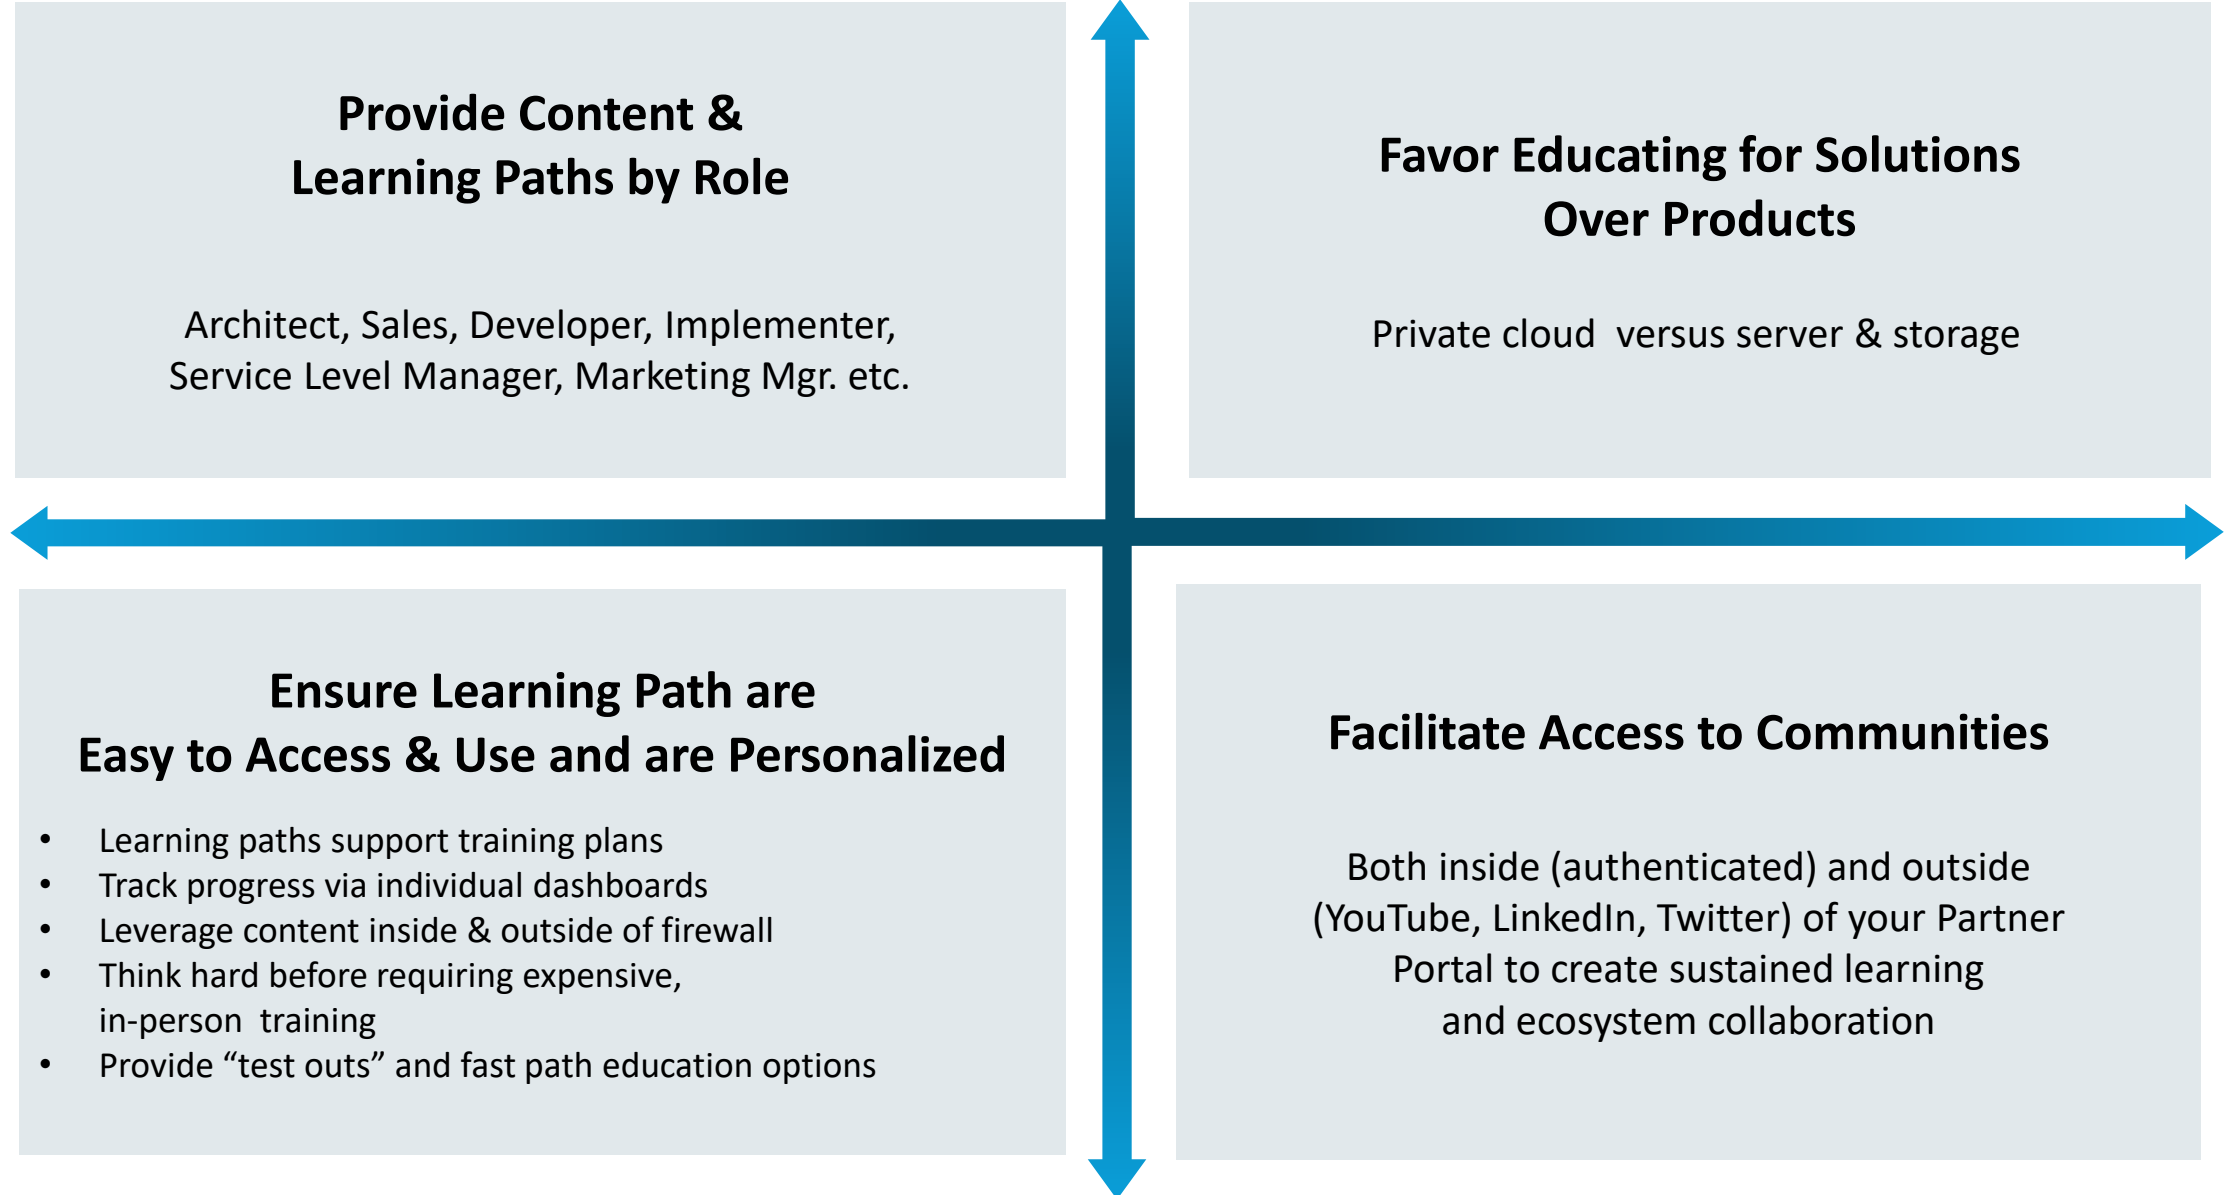 Provide Content &
Learning Paths by Role
Architect, Sales, Developer, Implementer,
Service Level Manager, Marketing Mgr. etc.
Favor Educating for Solutions
Over Products
Private cloud  versus server & storage
Ensure Learning Path are
Easy to Access & Use and are Personalized
• Learning paths support training plans
• Track progress via individual dashboards
• Leverage content inside & outside of firewall
• Think hard before requiring expensive,
in-person  training
• Provide “test outs” and fast path education options
Facilitate Access to Communities
Both inside (authenticated) and outside
(YouTube, LinkedIn, Twitter) of your Partner
Portal to create sustained learning
and ecosystem collaboration